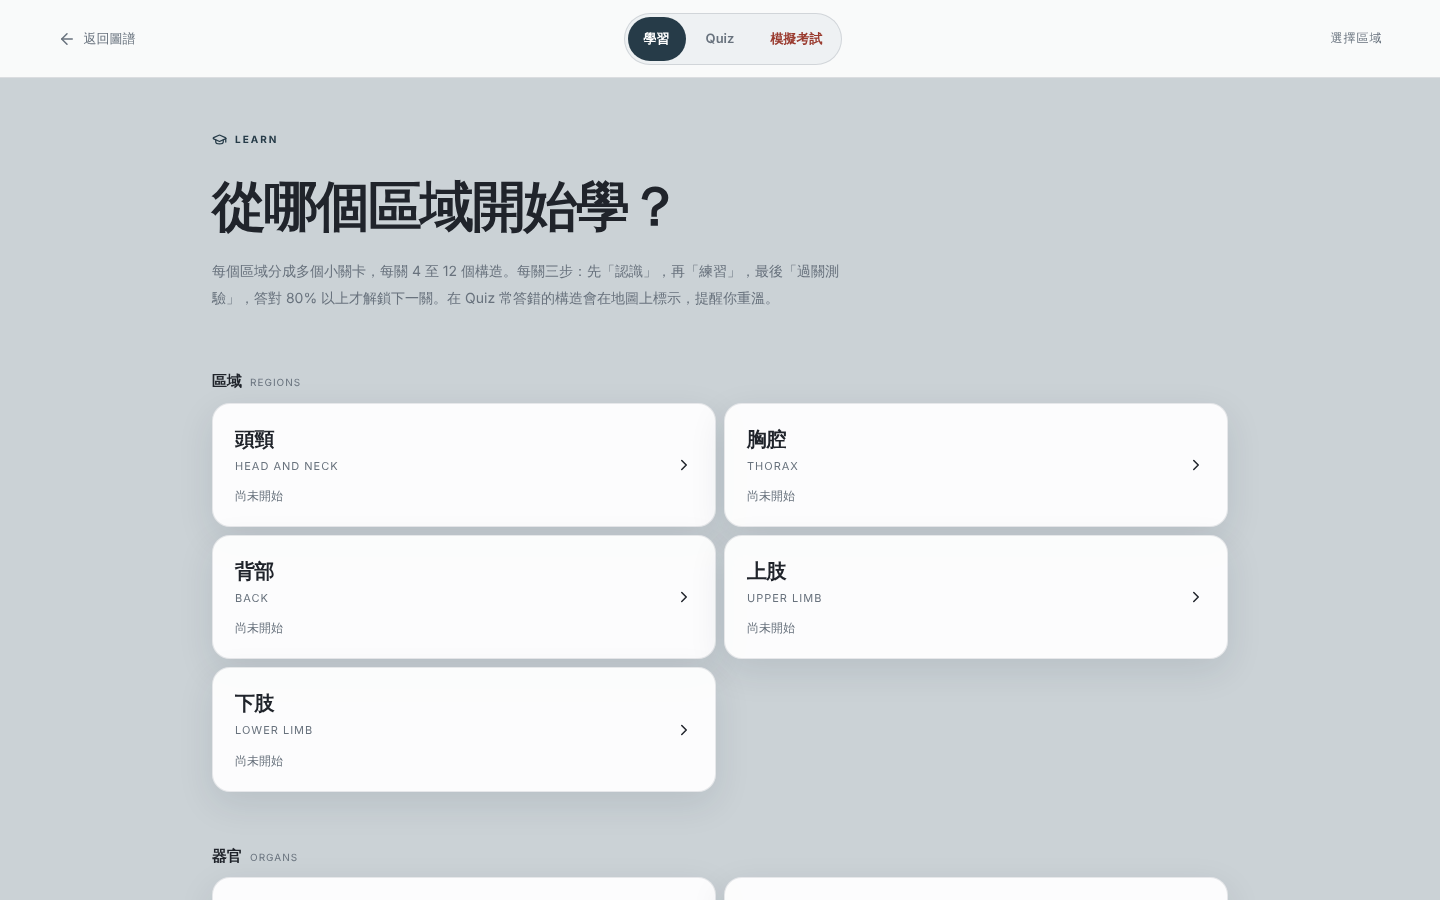 返回圖譜
學習
Quiz
模擬考試
選擇區域
LEARN
從哪個區域開始學？
每個區域分成多個小關卡，每關 4 至 12 個構造。每關三步：先「認識」，再「練習」，最後「過關測
驗」，答對 80% 以上才解鎖下一關。在 Quiz 常答錯的構造會在地圖上標示，提醒你重溫。
區域 REGIONS
頭頸
HEAD AND NECK
尚未開始
胸腔
THORAX
尚未開始
背部
BACK
尚未開始
上肢
UPPER LIMB
尚未開始
下肢
LOWER LIMB
尚未開始
器官 ORGANS